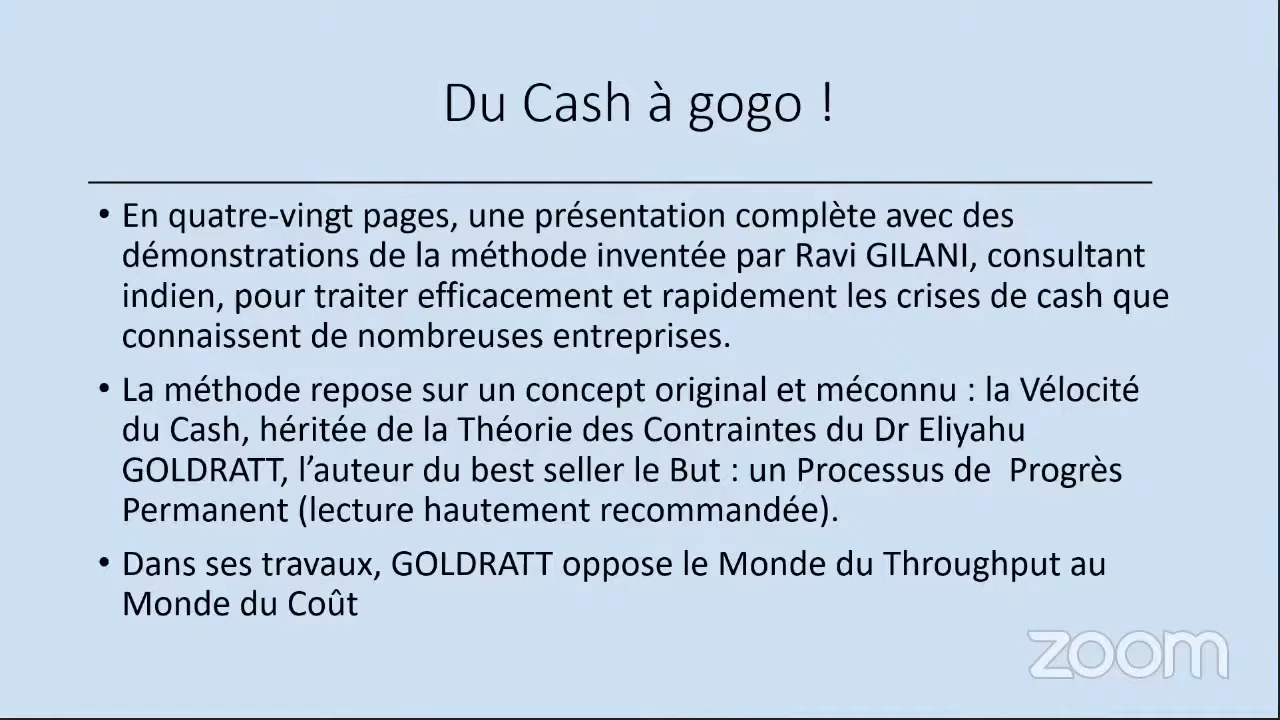 Du Cash à gogo !
• En quatre-vingt pages, une présentation complète avec des
démonstrations de la méthode inventée par Ravi GILANI, consultant
indien, pour traiter efficacement et rapidement les crises de cash que
connaissent de nombreuses entreprises.
• La méthode repose sur un concept original et méconnu : la Vélocité
du Cash, héritée de la Théorie des Contraintes du Dr Eliyahu
GOLDRATT, l’auteur du best seller le But : un Processus de  Progrès
Permanent (lecture hautement recommandée).
• Dans ses travaux, GOLDRATT oppose le Monde du Throughput au
Monde du Coût
zoom